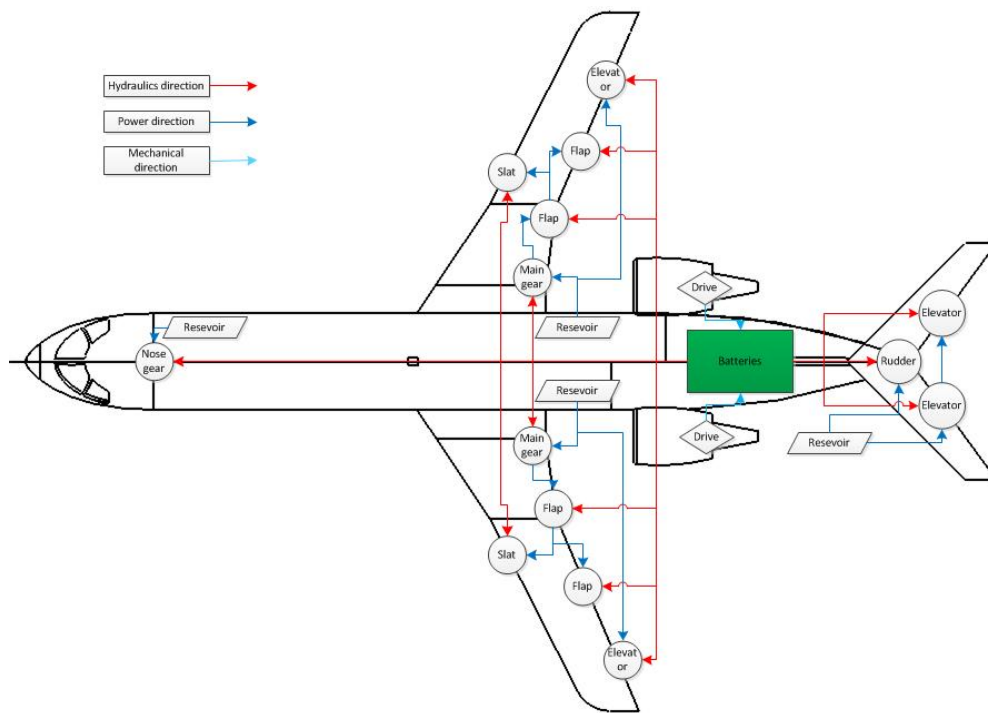 Hydraulics direction
Power direction
Mechanical
direction
Elevat
or
Flap
Slat
Flap
Main
gear
Drive
Resevoir
Resevoir
Elevator
Nose
gear
Batteries
Rudder
Resevoir
Elevator
Main
gear
Drive
Resevoir
Flap
Slat
Flap
Elevat
or